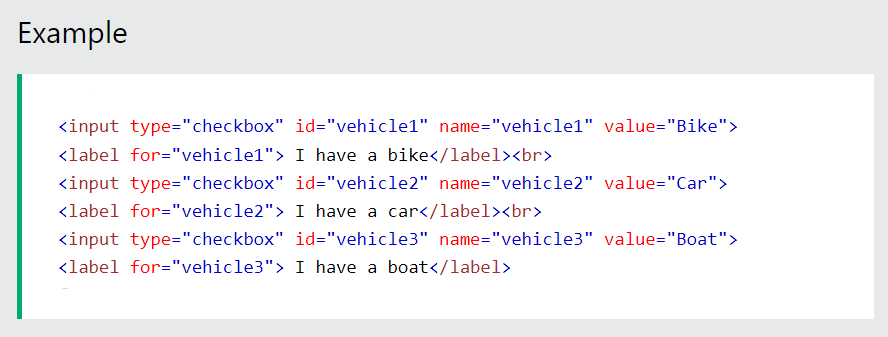 Example
<input type="checkbox" id="vehicle1" name="vehicle1" value="Bike">
<label for="vehicle1"> I have a bike</label><br>
<input type="checkbox" id="vehicle2" name="vehicle2" value="Car">
<label for="vehicle2"> I have a car</label><br>
<input type="checkbox" id="vehicle3" name="vehicle3" value="Boat">
<label for="vehicle3"> I have a boat</label>